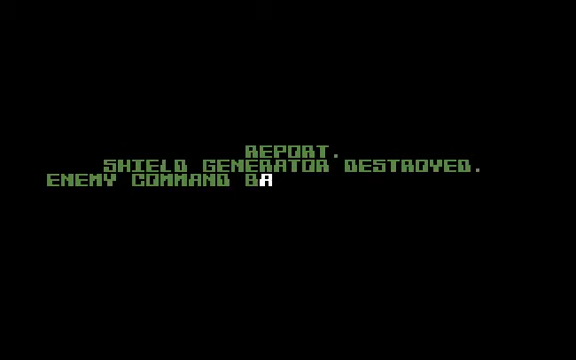 REPORT.
SHIELD GENERATOR DESTROYED.
ENEMY COMMAND BA